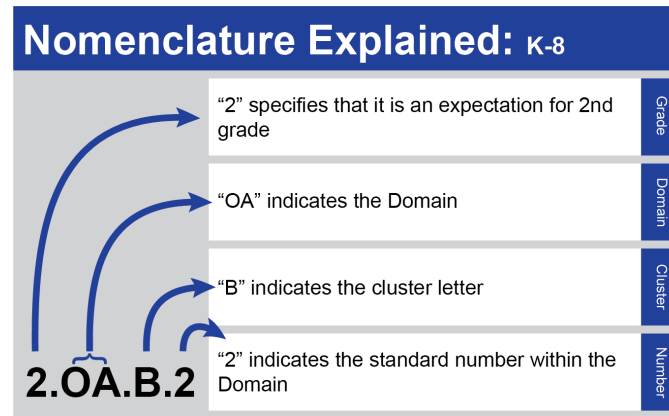 Nomenclature Explained: K-8
“2” specifies that it is an expectation for 2nd
grade
Grade
“OA” indicates the Domain
Domain
“B” indicates the cluster letter
Cluster
“2” indicates the standard number within the
Domain
Number
2.OA.B.2